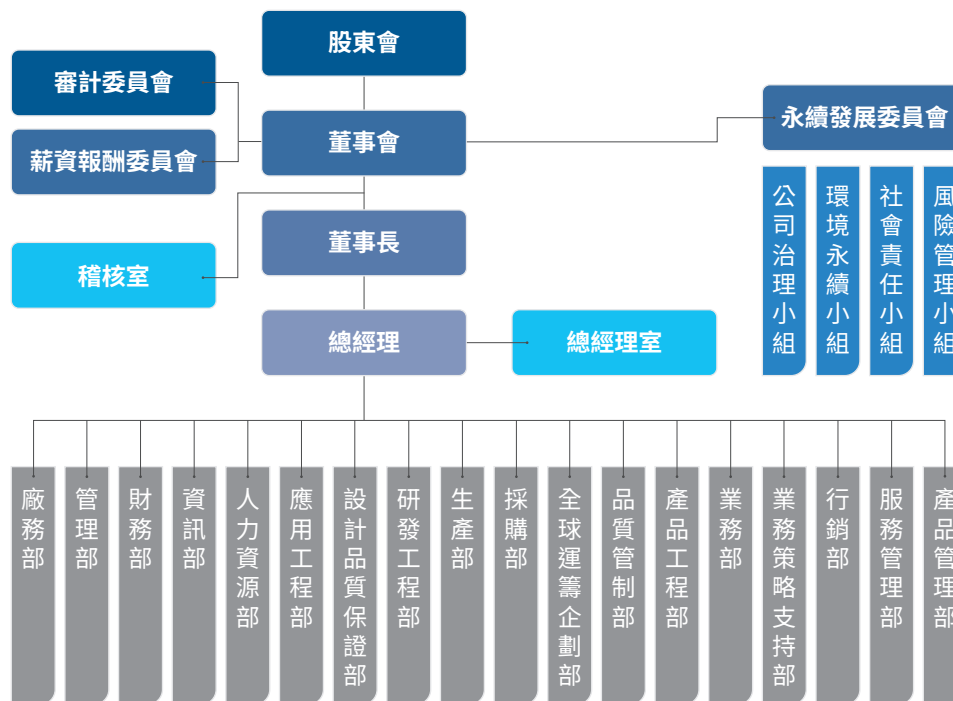 股東會
審計委員會
薪資報酬委員會
董事會
永續發展委員會
公司治理小組
環境永續小組
社會責任小組
風險管理小組
稽核室
董事長
總經理
總經理室
廠務部
管理部
財務部
資訊部
人力資源部
應用工程部
設計品質保證部
研發工程部
生產部
採購部
全球運籌企劃部
品質管制部
產品工程部
業務部
業務策略支持部
行銷部
服務管理部
產品管理部